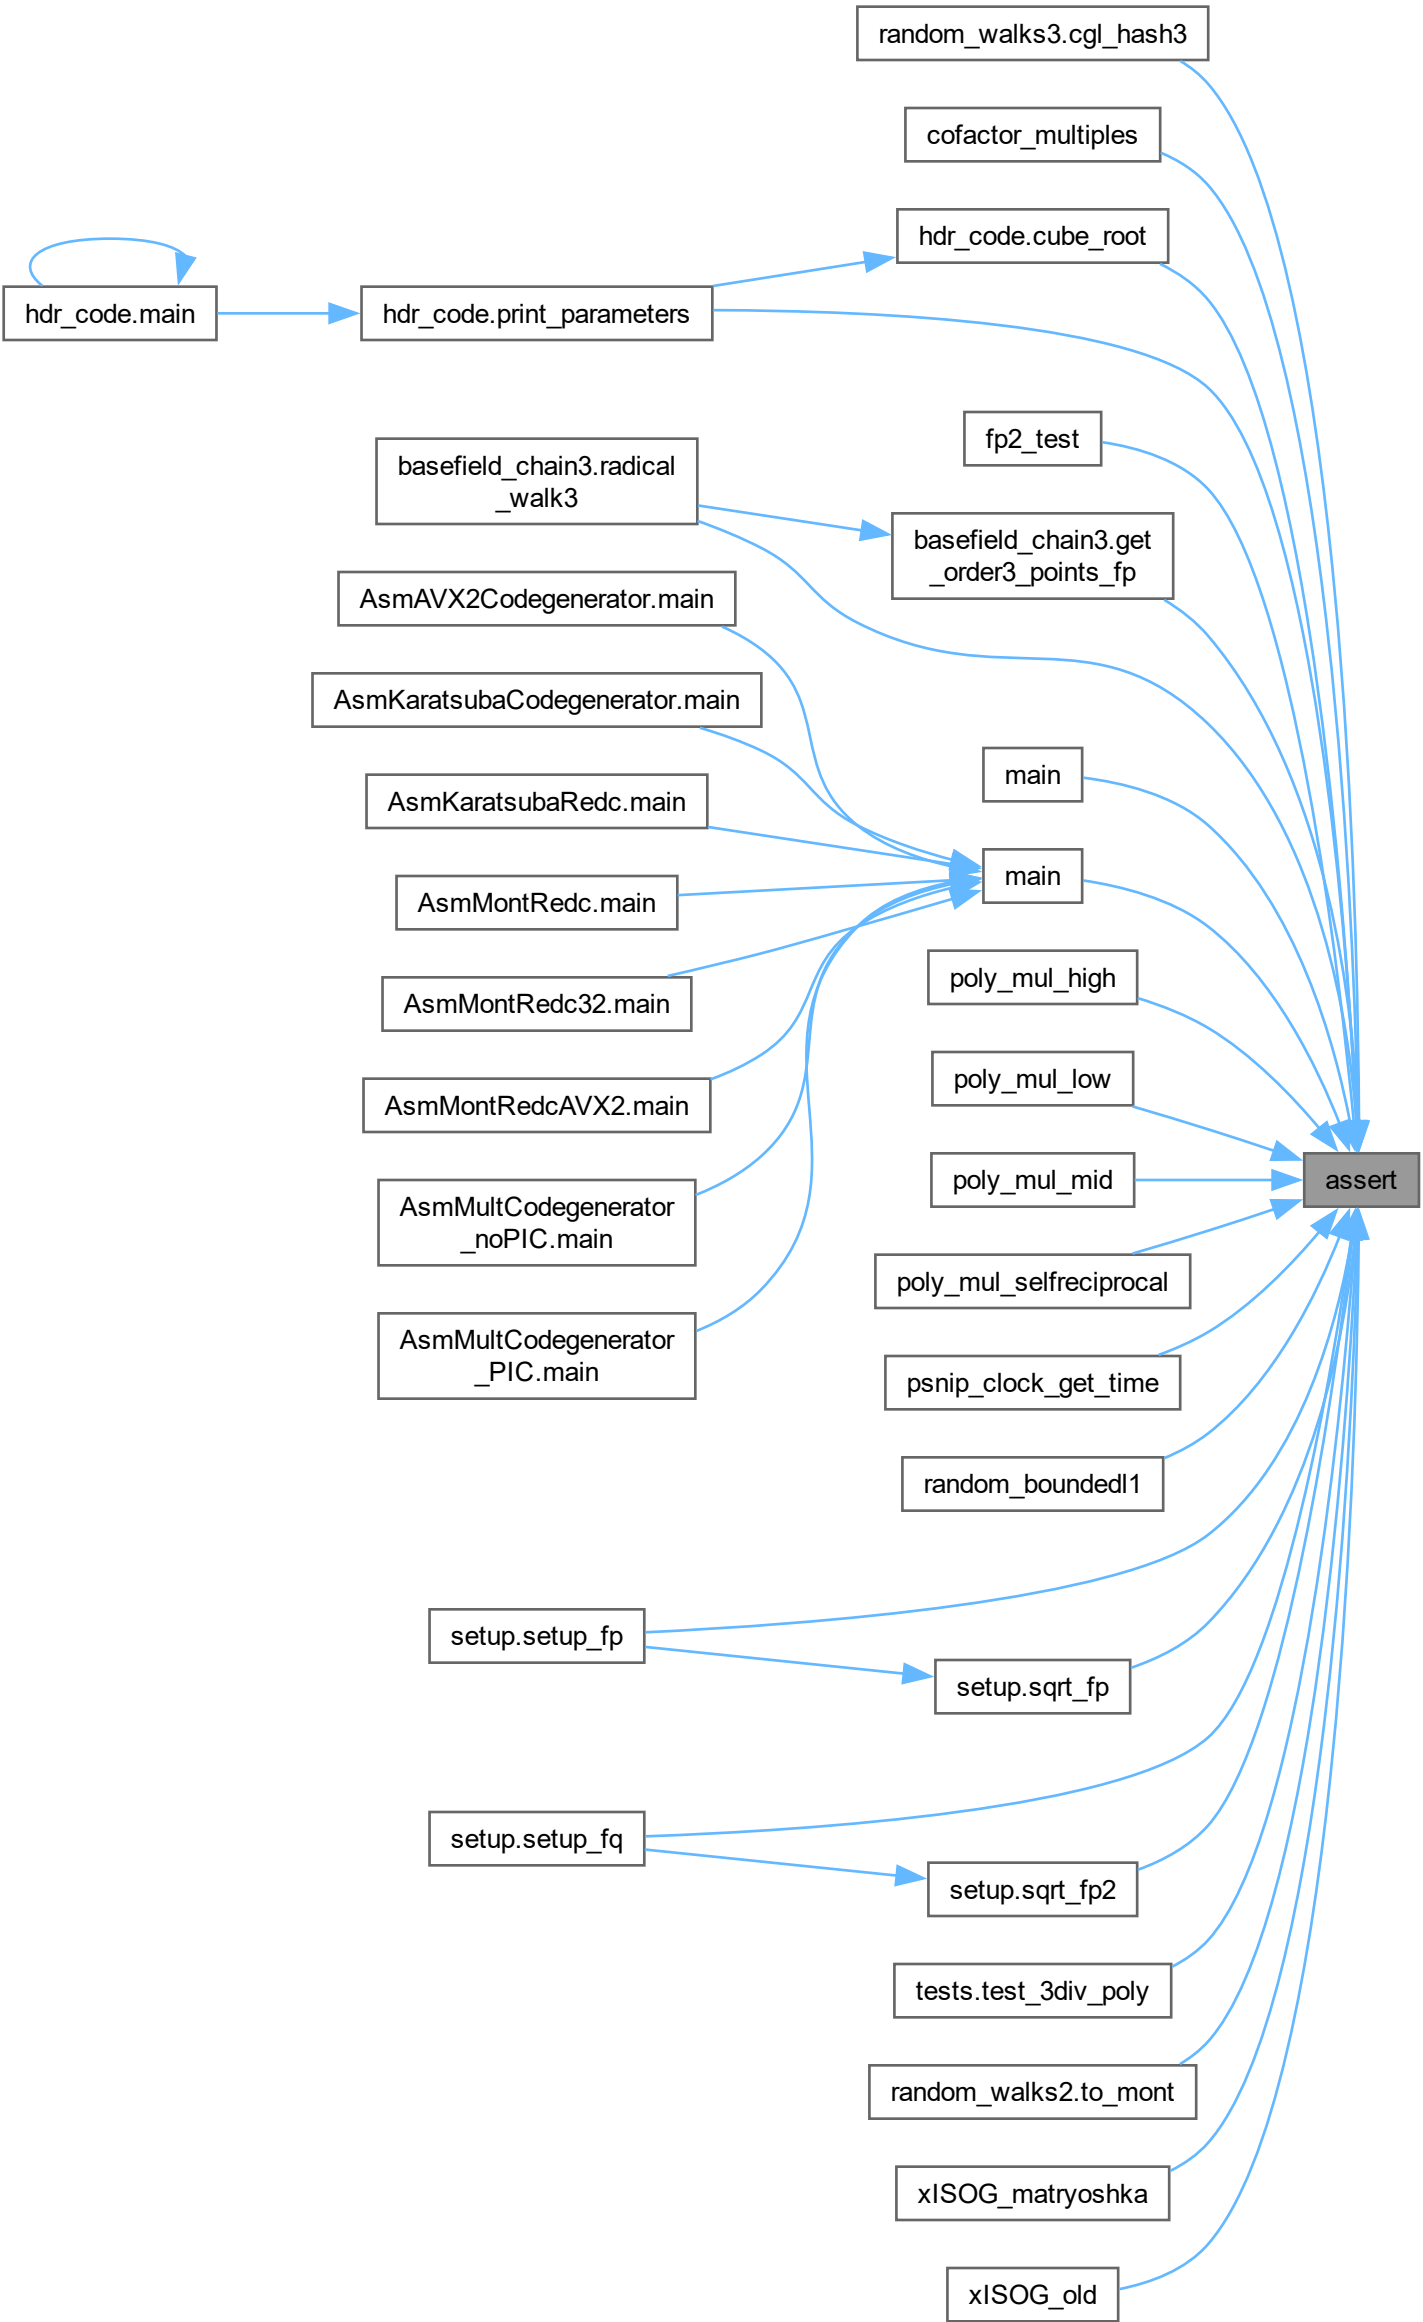 random_walks3.cgl_hash3
cofactor_multiples
hdr_code.cube_root
hdr_code.main
hdr_code.print_parameters
fp2_test
basefield_chain3.radical
_walk3
basefield_chain3.get
_order3_points_fp
AsmAVX2Codegenerator.main
AsmKaratsubaCodegenerator.main
main
AsmKaratsubaRedc.main
main
AsmMontRedc.main
poly_mul_high
AsmMontRedc32.main
poly_mul_low
AsmMontRedcAVX2.main
poly_mul_mid
assert
AsmMultCodegenerator
_noPIC.main
poly_mul_selfreciprocal
AsmMultCodegenerator
_PIC.main
psnip_clock_get_time
random_boundedl1
setup.setup_fp
setup.sqrt_fp
setup.setup_fq
setup.sqrt_fp2
tests.test_3div_poly
random_walks2.to_mont
xISOG_matryoshka
xISOG_old